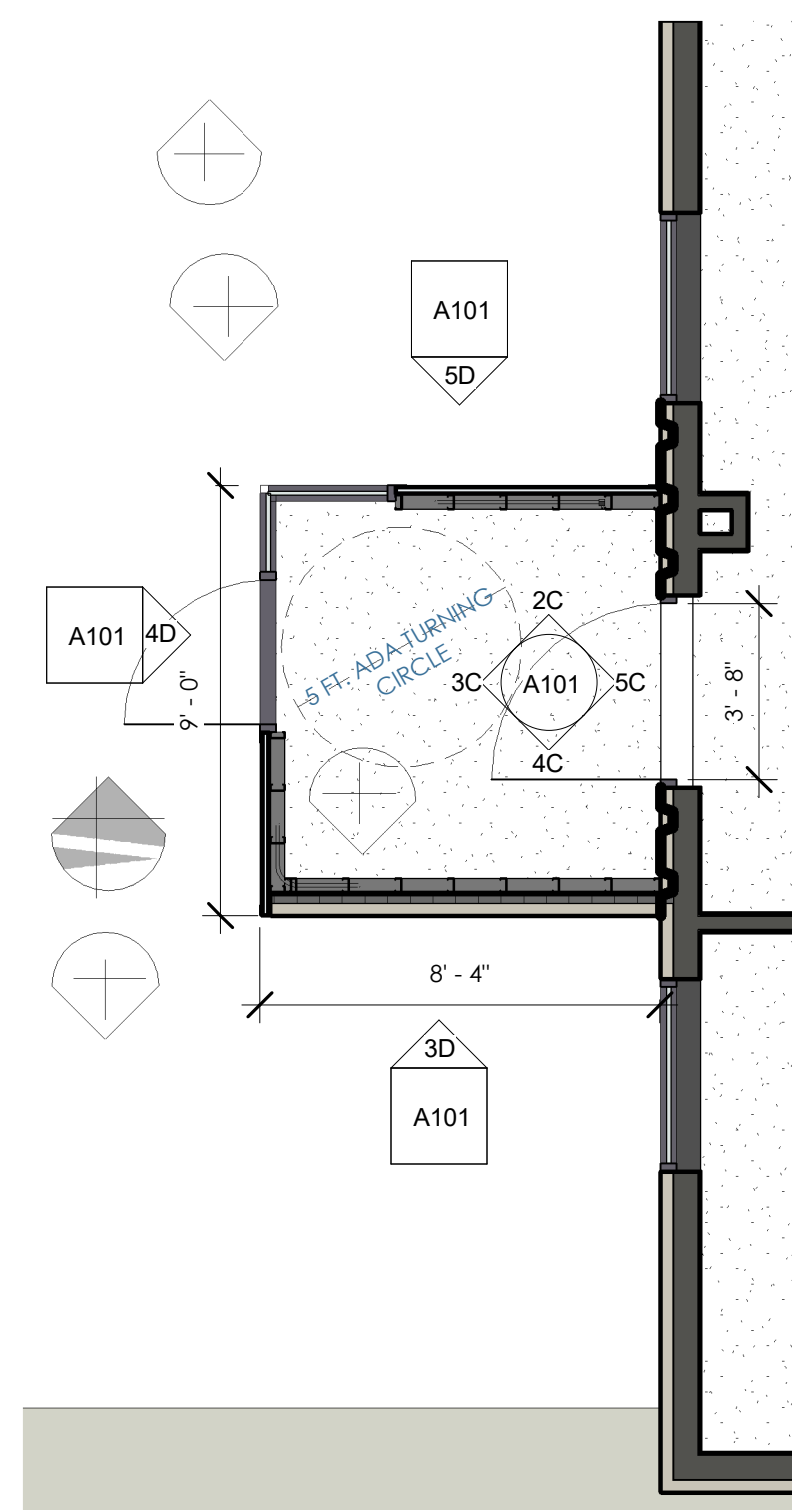 A101
5D
A101
4D
9' - 0"
5 FT. ADA TURNING
CIRCLE
2C
3C
A101
5C
4C
3' - 8"
8' - 4"
3D
A101